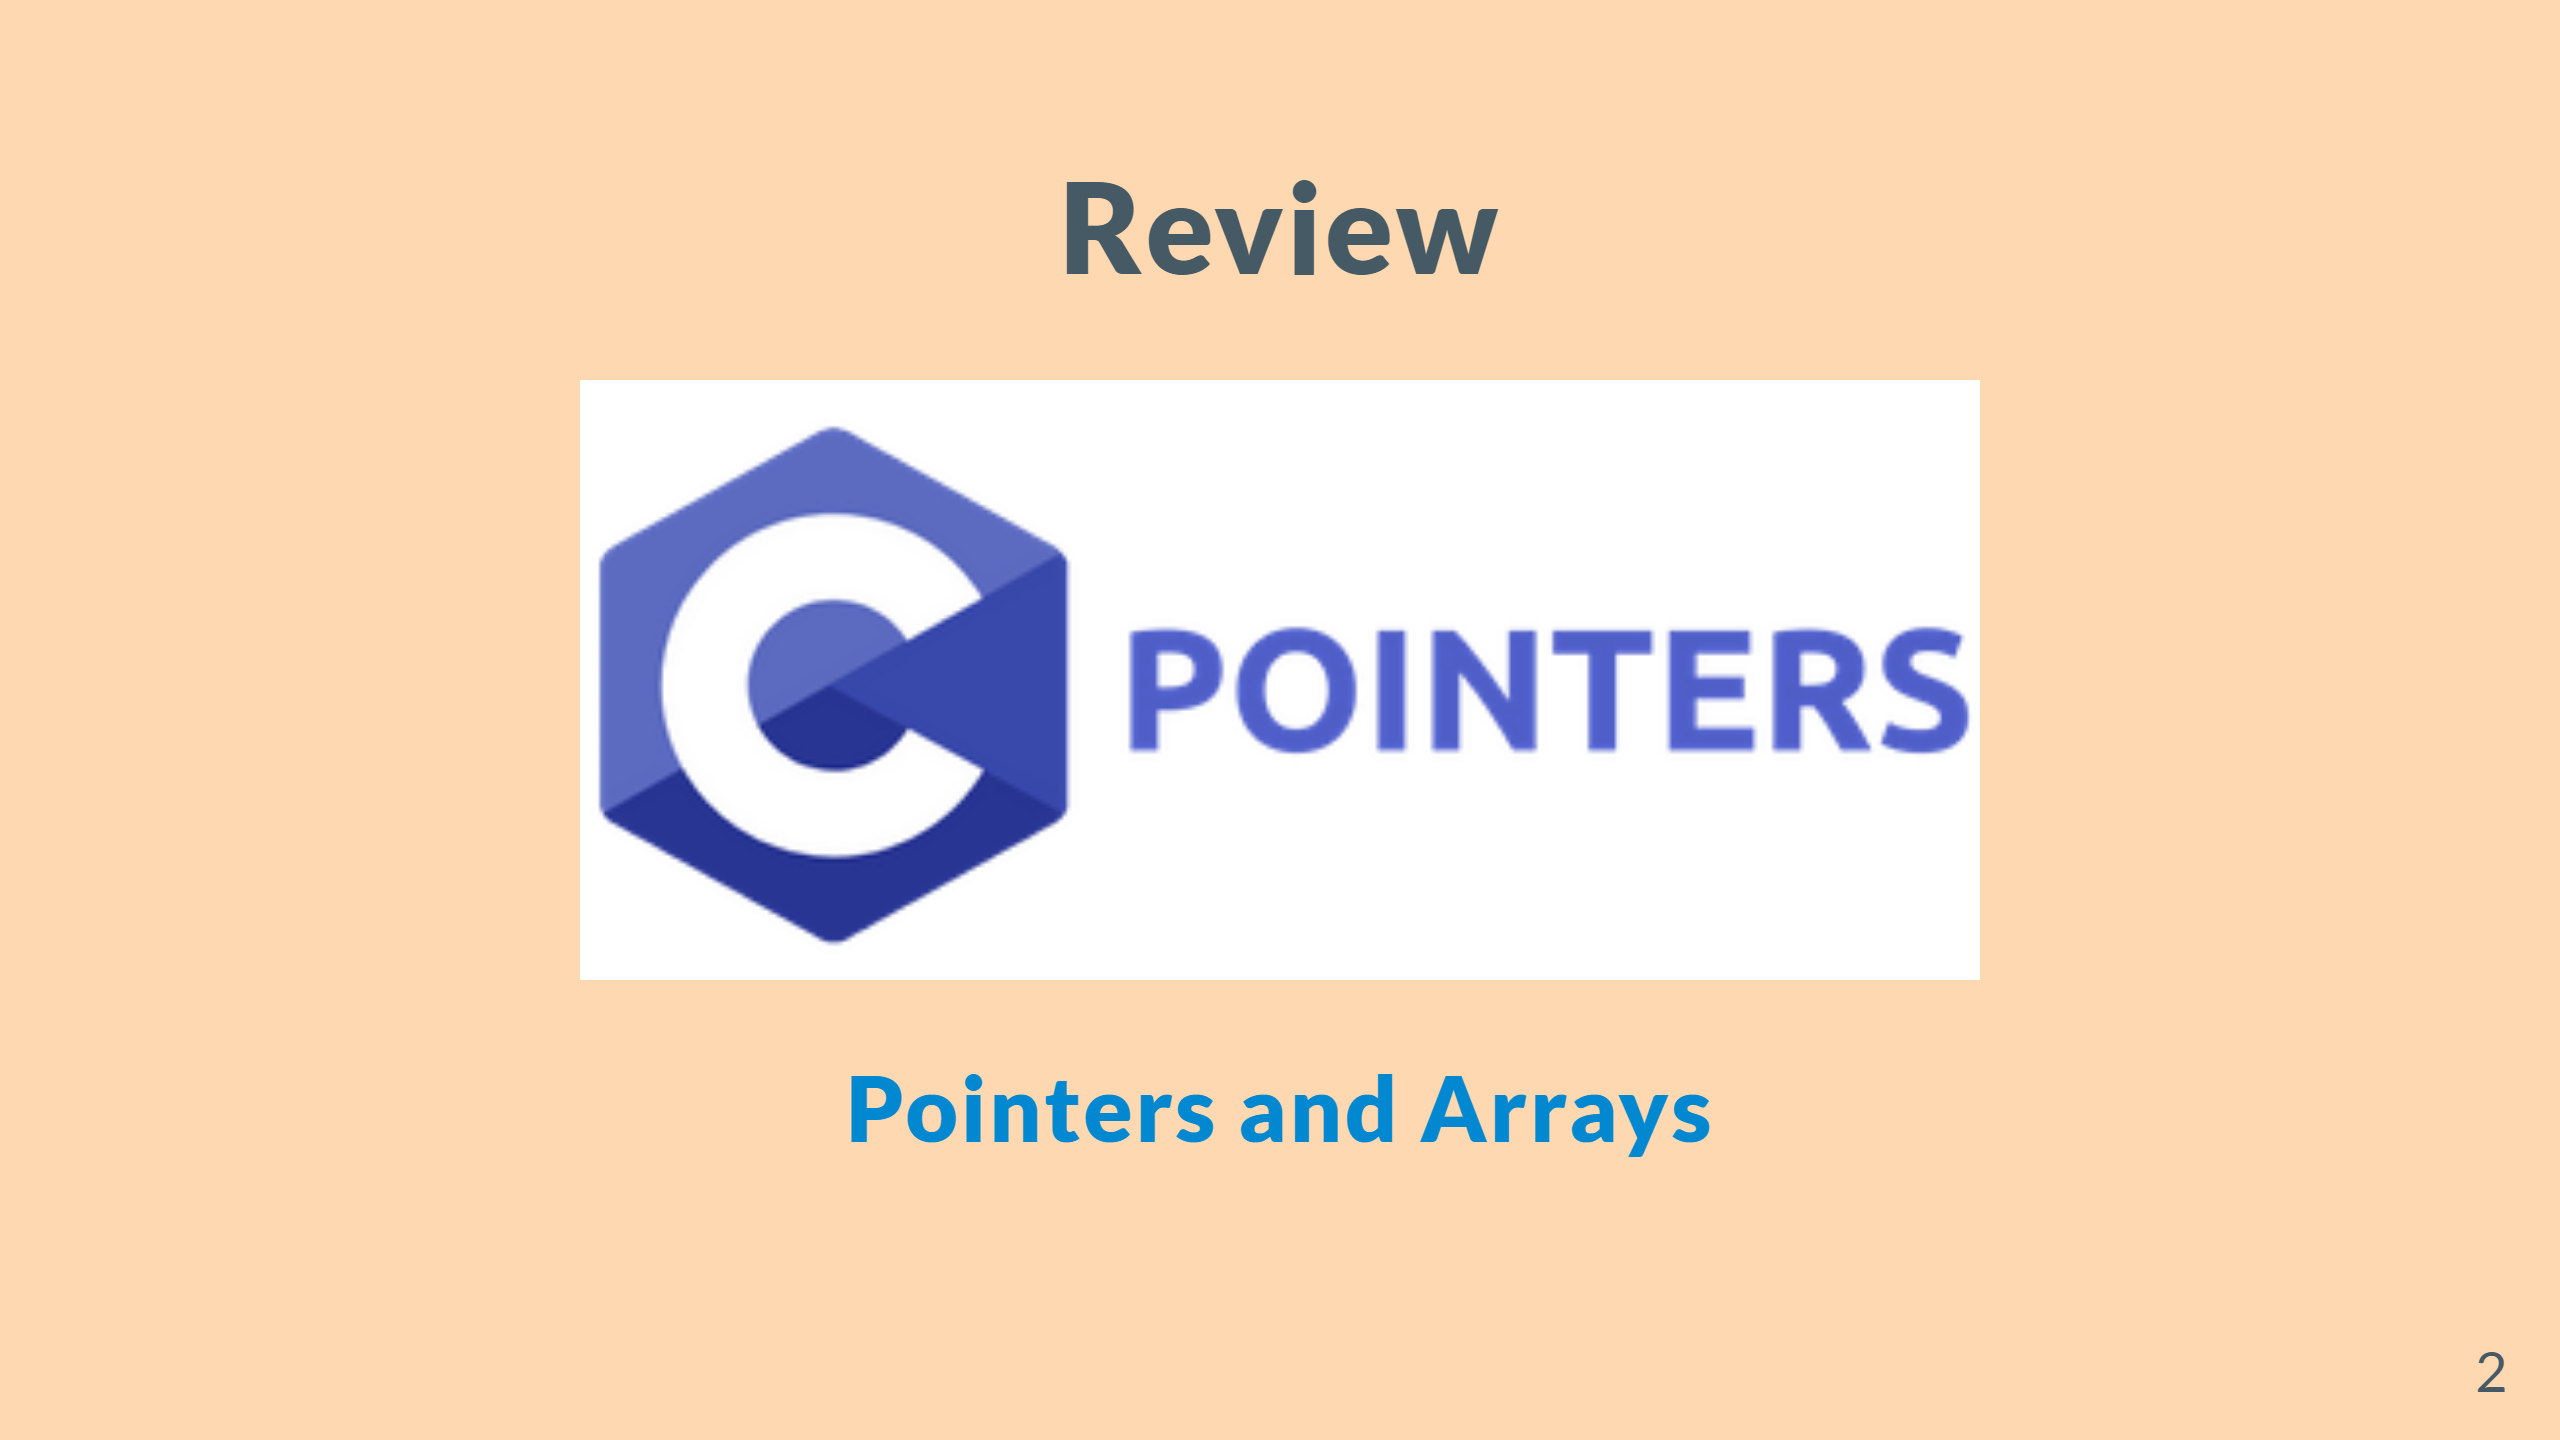 Review
C POINTERS
Pointers and Arrays
2